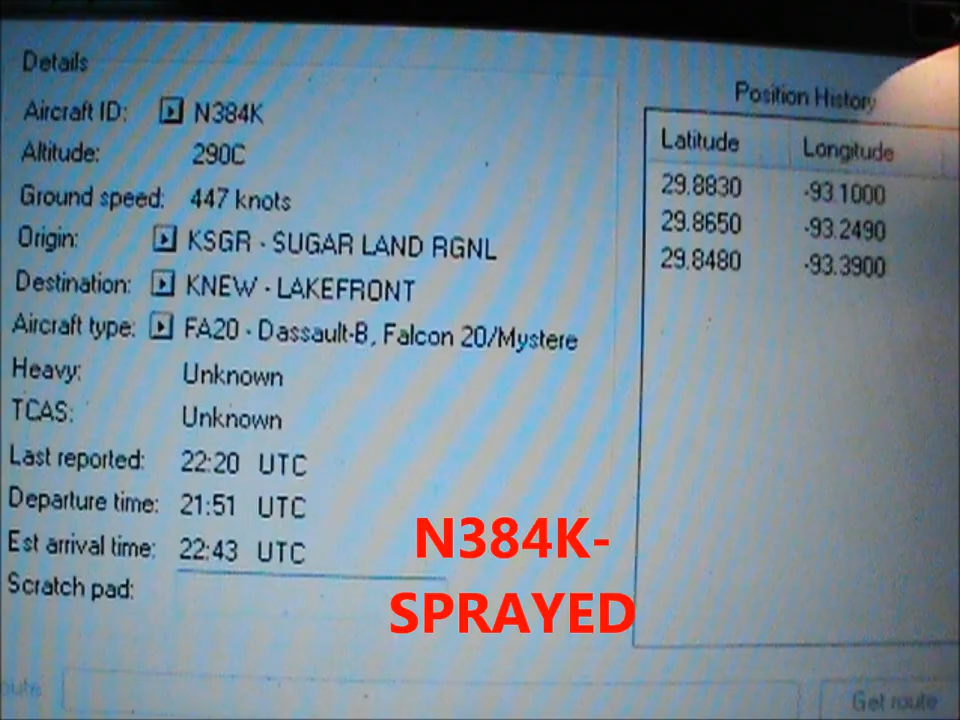 Details
Aircraft ID: N384K
Altitude: 290C
Ground speed: 447 knots
Origin: KSGR - SUGAR LAND RGNL
Destination: KNEW - LAKEFRONT
Aircraft type: FA20 - Dassault-B, Falcon 20/Mystere
Heavy: Unknown
TCAS: Unknown
Last reported: 22:20 UTC
Departure time: 21:51 UTC
Est arrival time: 22:43 UTC
Scratch pad:
Position History
Latitude Longitude
29.8830 -93.1000
29.8650 -93.2490
29.8480 -93.3900
N384K-
SPRAYED
Get route